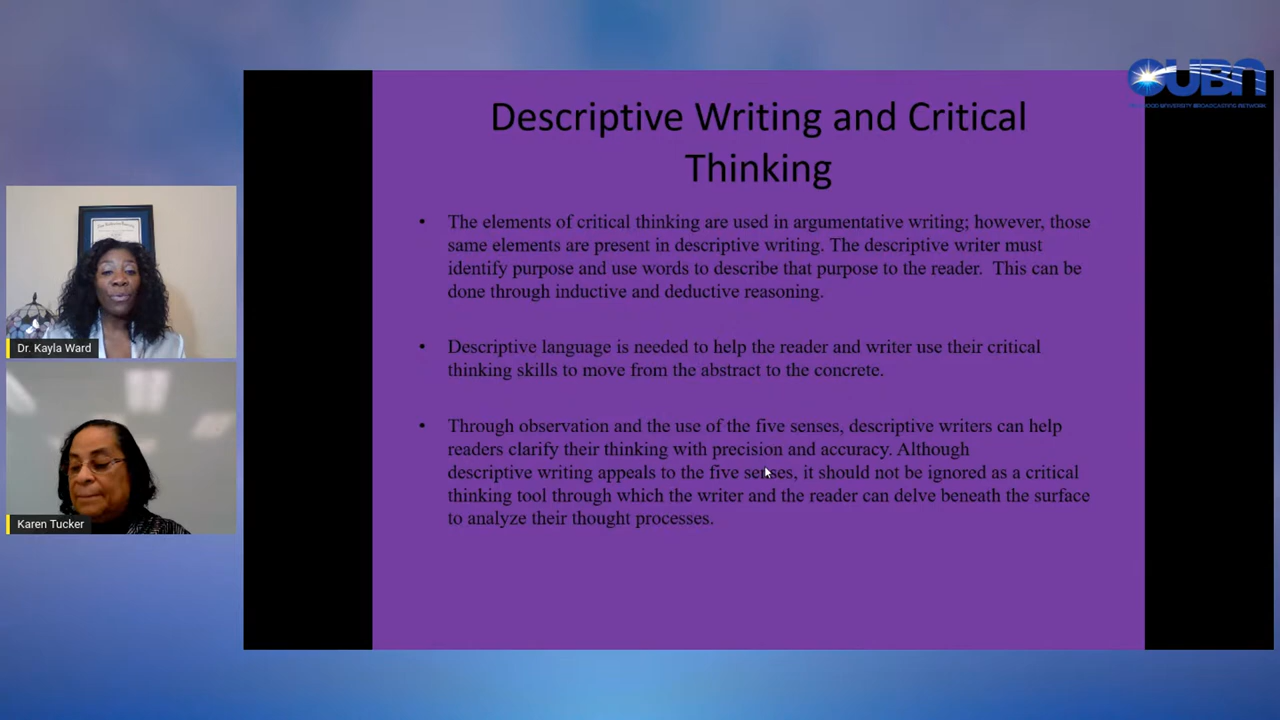 OUBN
Descriptive Writing and Critical
Thinking
• The elements of critical thinking are used in argumentative writing; however, those
same elements are present in descriptive writing. The descriptive writer must
identify purpose and use words to describe that purpose to the reader. This can be
done through inductive and deductive reasoning.
• Descriptive language is needed to help the reader and writer use their critical
thinking skills to move from the abstract to the concrete.
• Through observation and the use of the five senses, descriptive writers can help
readers clarify their thinking with precision and accuracy. Although
descriptive writing appeals to the five senses, it should not be ignored as a critical
thinking tool through which the writer and the reader can delve beneath the surface
to analyze their thought processes.
Dr. Kayla Ward
Karen Tucker